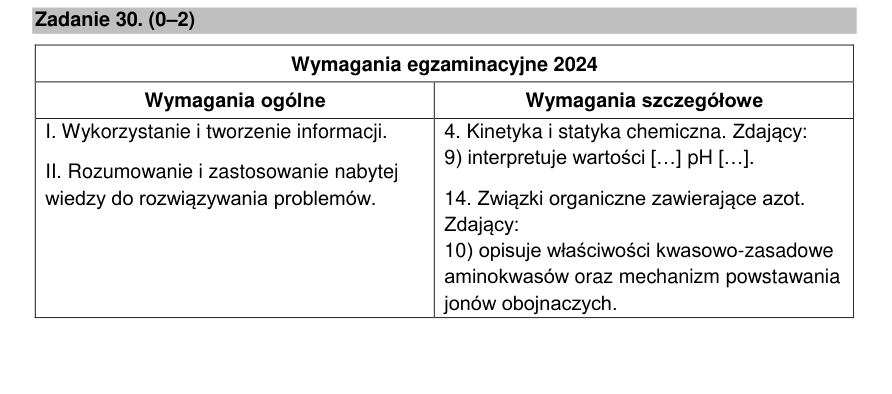 Zadanie 30. (0–2)
Wymagania egzaminacyjne 2024
Wymagania ogólne
Wymagania szczegółowe
I. Wykorzystanie i tworzenie informacji.
II. Rozumowanie i zastosowanie nabytej
wiedzy do rozwiązywania problemów.
4. Kinetyka i statyka chemiczna. Zdający:
9) interpretuje wartości […] pH […].
14. Związki organiczne zawierające azot.
Zdający:
10) opisuje właściwości kwasowo-zasadowe
aminokwasów oraz mechanizm powstawania
jonów obojnaczych.